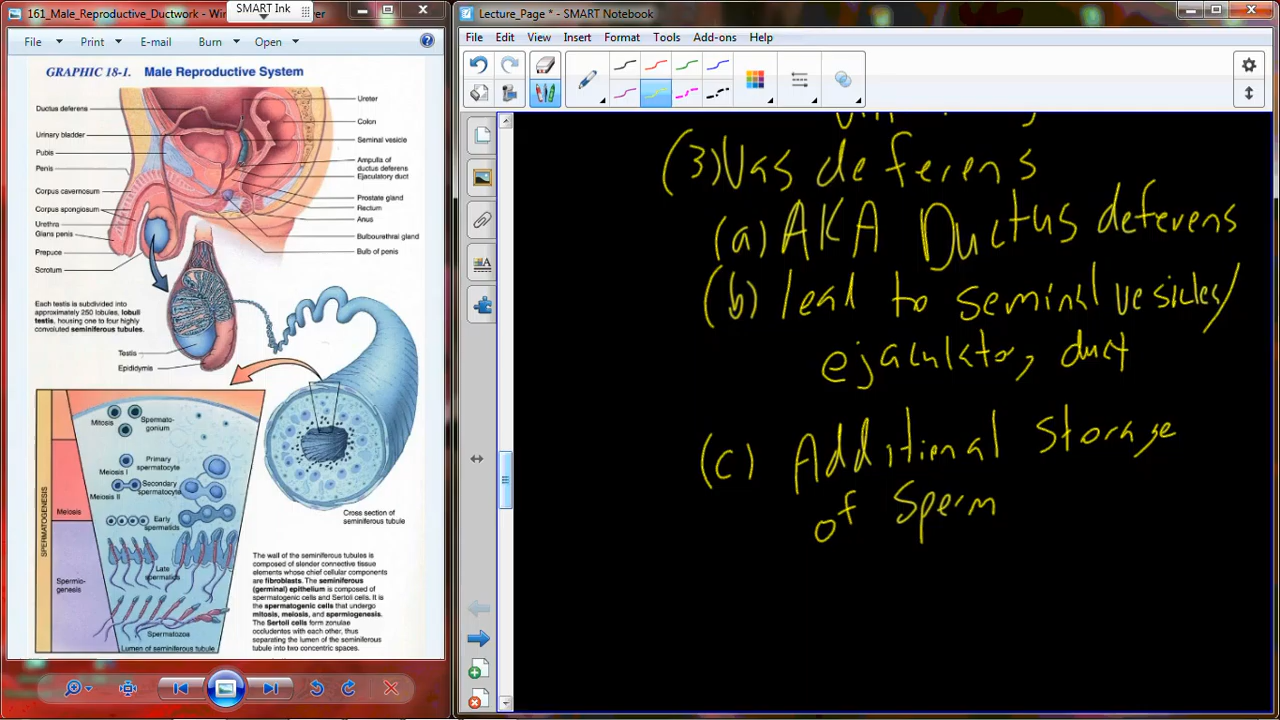 161_Male_Reproductive_Ductwork - Win
SMART Ink
File Print E-mail Burn Open
GRAPHIC 18-1. Male Reproductive System
Ductus deferens
Urinary bladder
Pubis
Penis
Corpus cavernosum
Corpus spongiosum
Urethra
Glans penis
Prepuce
Scrotum
Ureter
Colon
Seminal vesicle
Ampulla of
ductus deferens
Ejaculatory duct
Prostate gland
Rectum
Anus
Bulbourethral gland
Bulb of penis
Each testis is subdivided into
approximately 250 lobules, lobuli
testis, housing one to four highly
convoluted seminiferous tubules.
Testis
Epididymis
SPERMATOGENESIS
Meiosis
Spermio-
genesis
Mitosis
Spermato-
gonium
Primary
spermatocyte
Meiosis I
Secondary
spermatocyte
Meiosis II
Early
spermatids
Late
spermatids
Spermatozoa
Lumen of seminiferous tubule
Cross section of
seminiferous tubule
The wall of the seminiferous tubules is
composed of slender connective tissue
elements whose chief cellular components
are fibroblasts. The seminiferous
(germinal) epithelium is composed of
spermatogenic cells and Sertoli cells. It is
the spermatogenic cells that undergo
mitosis, meiosis, and spermiogenesis.
The Sertoli cells form zonulae
occludentes with each other, thus
separating the lumen of the seminiferous
tubule into two concentric spaces.
Lecture_Page * - SMART Notebook
File Edit View Insert Format Tools Add-ons Help
(3) Vas deferens
(a) AKA Ductus deferens
(b) lead to seminal vesicles/
ejaculatory duct
(c) Additional storage
of sperm